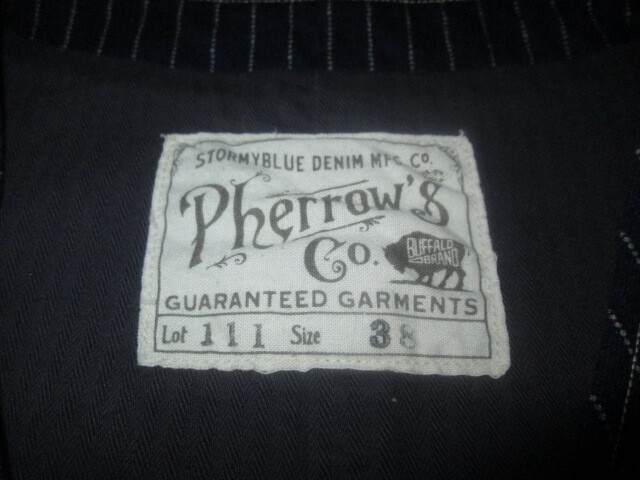 STORMYBLUE DENIM MFG. CO.
Pherrow's
Co.
BUFFALO
BRAND
GUARANTEED GARMENTS
Lot 111 Size 38